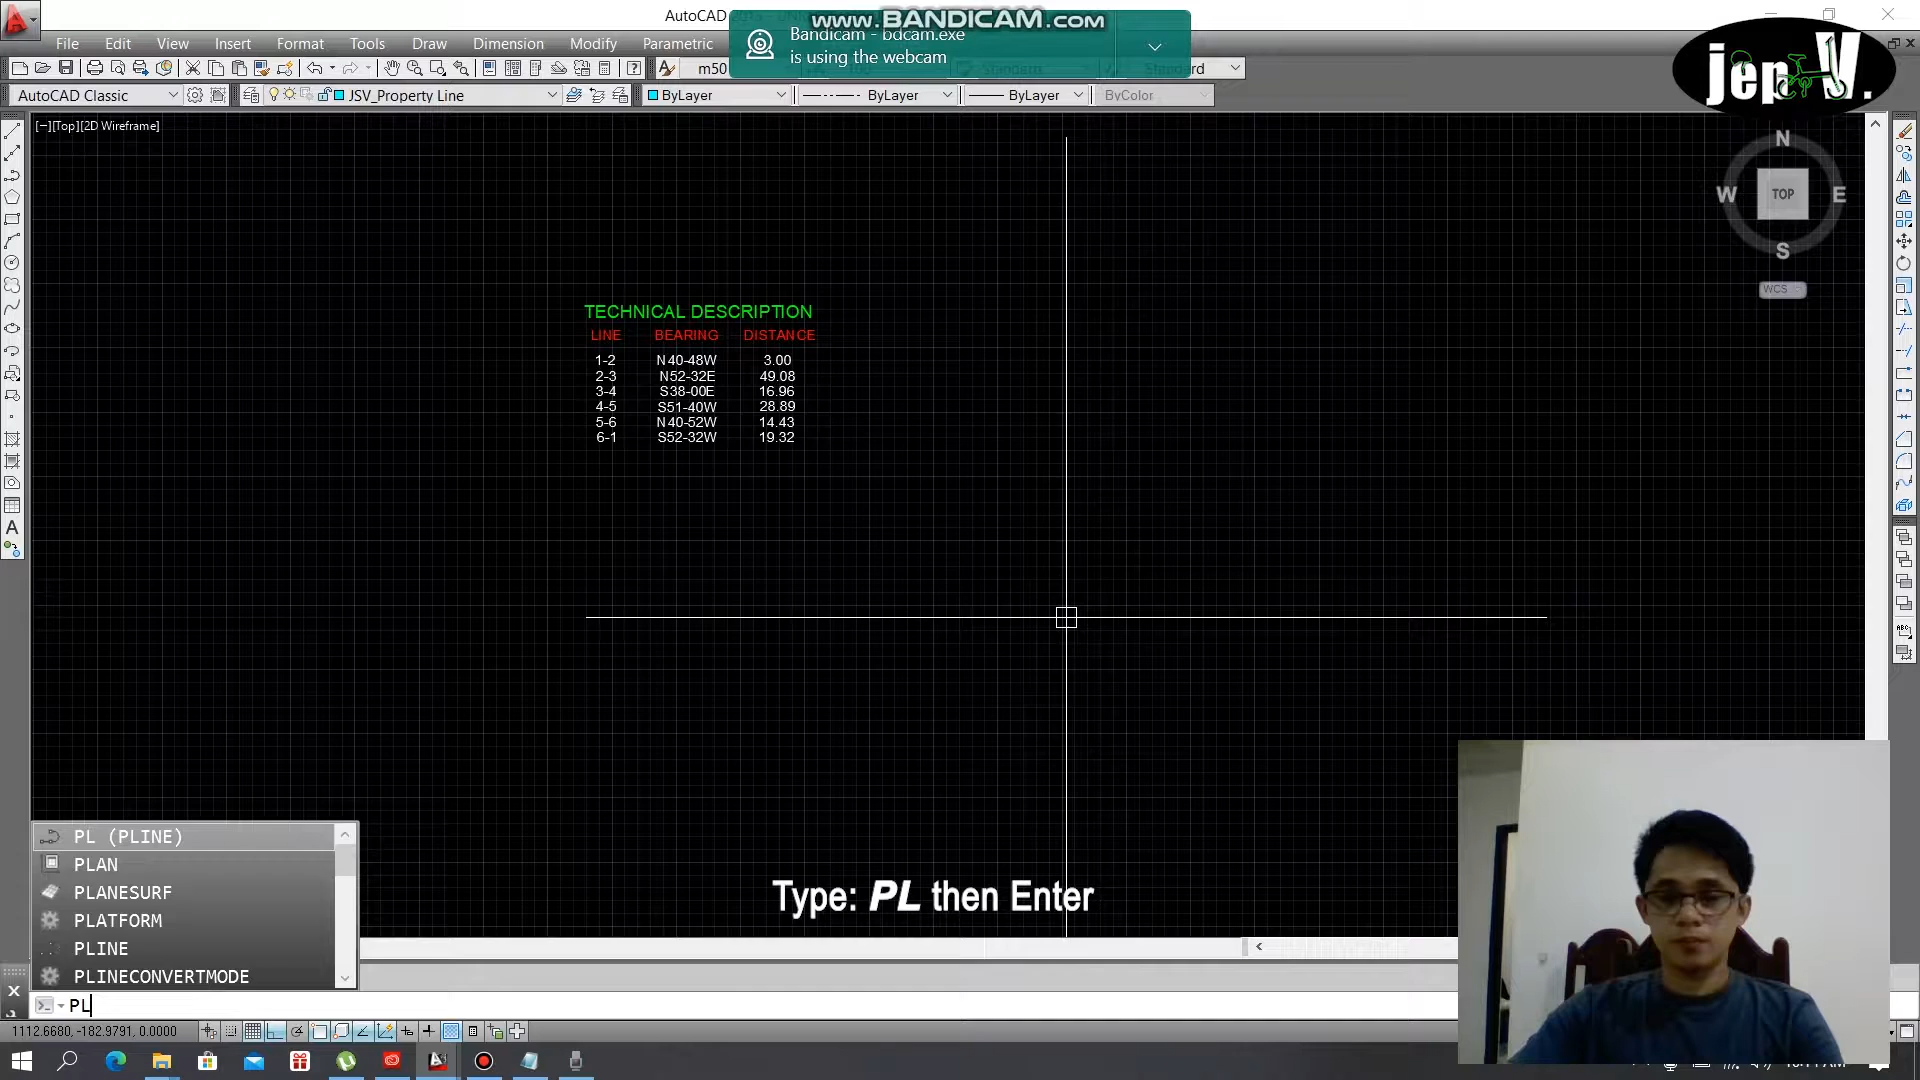 AutoCAD
WWW.BANDICAM.COM
Bandicam - bdcam.exe
is using the webcam
File Edit View Insert Format Tools Draw Dimension Modify Parametric
jepV.
m50
Standard
Standard
AutoCAD Classic
JSV_Property Line
ByLayer
ByLayer
ByLayer
ByColor
[−][Top][2D Wireframe]
N
W TOP E
S
WCS
TECHNICAL DESCRIPTION
LINE BEARING DISTANCE
1-2 N40-48W 3.00
2-3 N52-32E 49.08
3-4 S38-00E 16.96
4-5 S51-40W 28.89
5-6 N40-52W 14.43
6-1 S52-32W 19.32
PL (PLINE)
PLAN
PLANESURF
PLATFORM
PLINE
PLINECONVERTMODE
Type: PL then Enter
PL
1112.6680, -182.9791, 0.0000